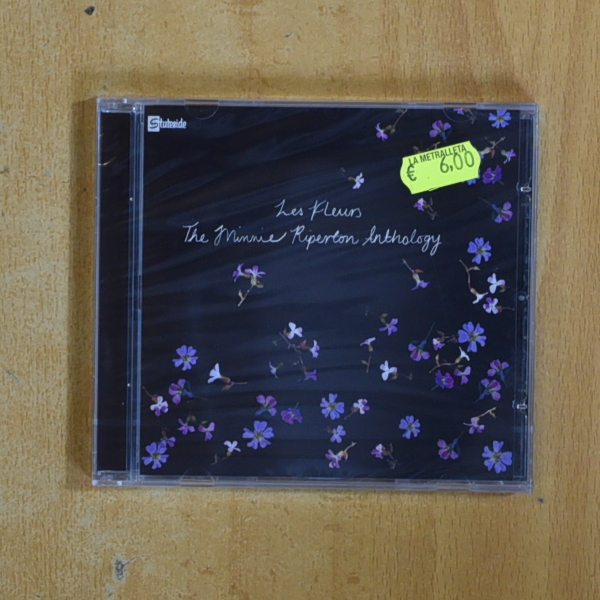 Stateside
LA METRALLETA
€ 6,00
Les Fleurs
The Minnie Riperton Anthology